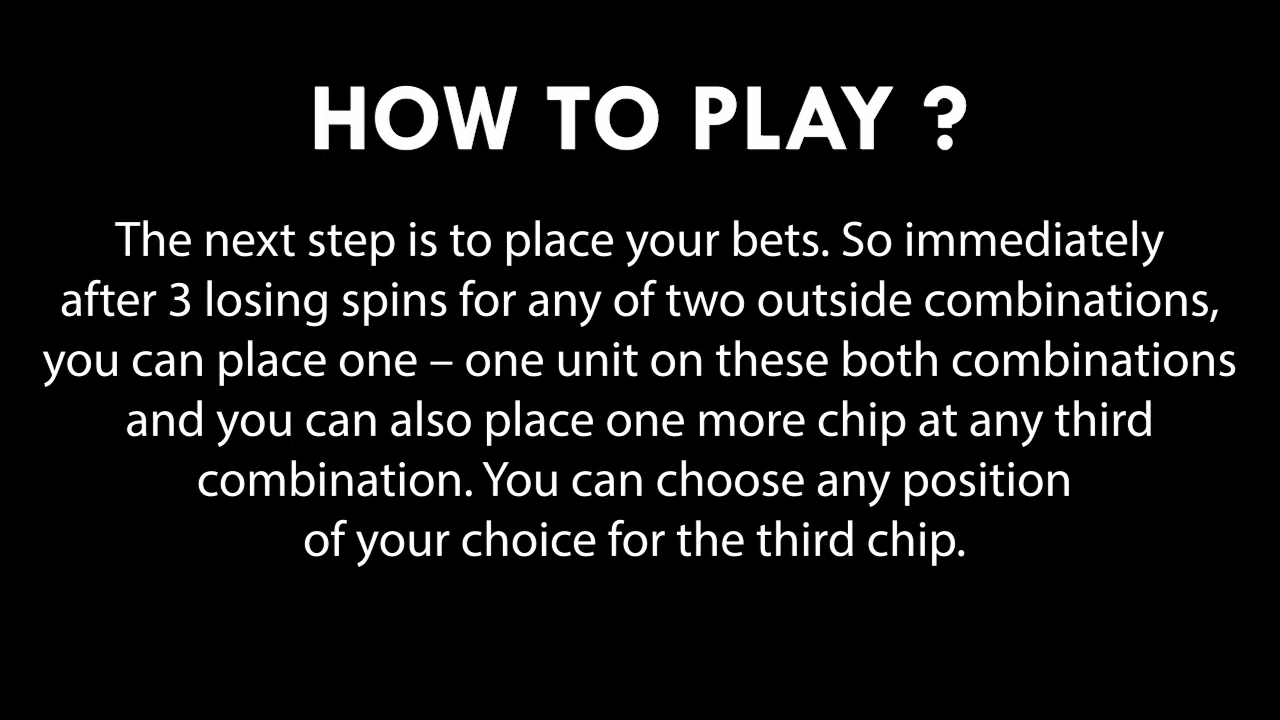 HOW TO PLAY ?
The next step is to place your bets. So immediately
after 3 losing spins for any of two outside combinations,
you can place one – one unit on these both combinations
and you can also place one more chip at any third
combination. You can choose any position
of your choice for the third chip.